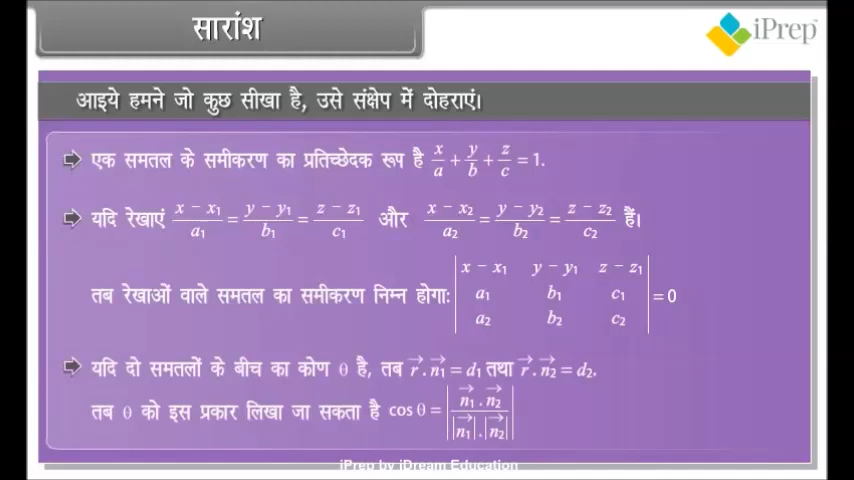 सारांश
iPrep™
आइये हमने जो कुछ सीखा है, उसे संक्षेप में दोहराएं।
एक समतल के समीकरण का प्रतिच्छेदक रूप है x/a + y/b + z/c = 1.
यदि रेखाएं (x − x₁)/a₁ = (y − y₁)/b₁ = (z − z₁)/c₁ और (x − x₂)/a₂ = (y − y₂)/b₂ = (z − z₂)/c₂ हैं।
तब रेखाओं वाले समतल का समीकरण निम्न होगा: | x − x₁ y − y₁ z − z₁ ; a₁ b₁ c₁ ; a₂ b₂ c₂ | = 0
यदि दो समतलों के बीच का कोण θ है, तब r⃗ . n⃗₁ = d₁ तथा r⃗ . n⃗₂ = d₂.
तब θ को इस प्रकार लिखा जा सकता है cos θ = | (n⃗₁ . n⃗₂) / (|n⃗₁| . |n⃗₂|) |
iPrep by iDream Education